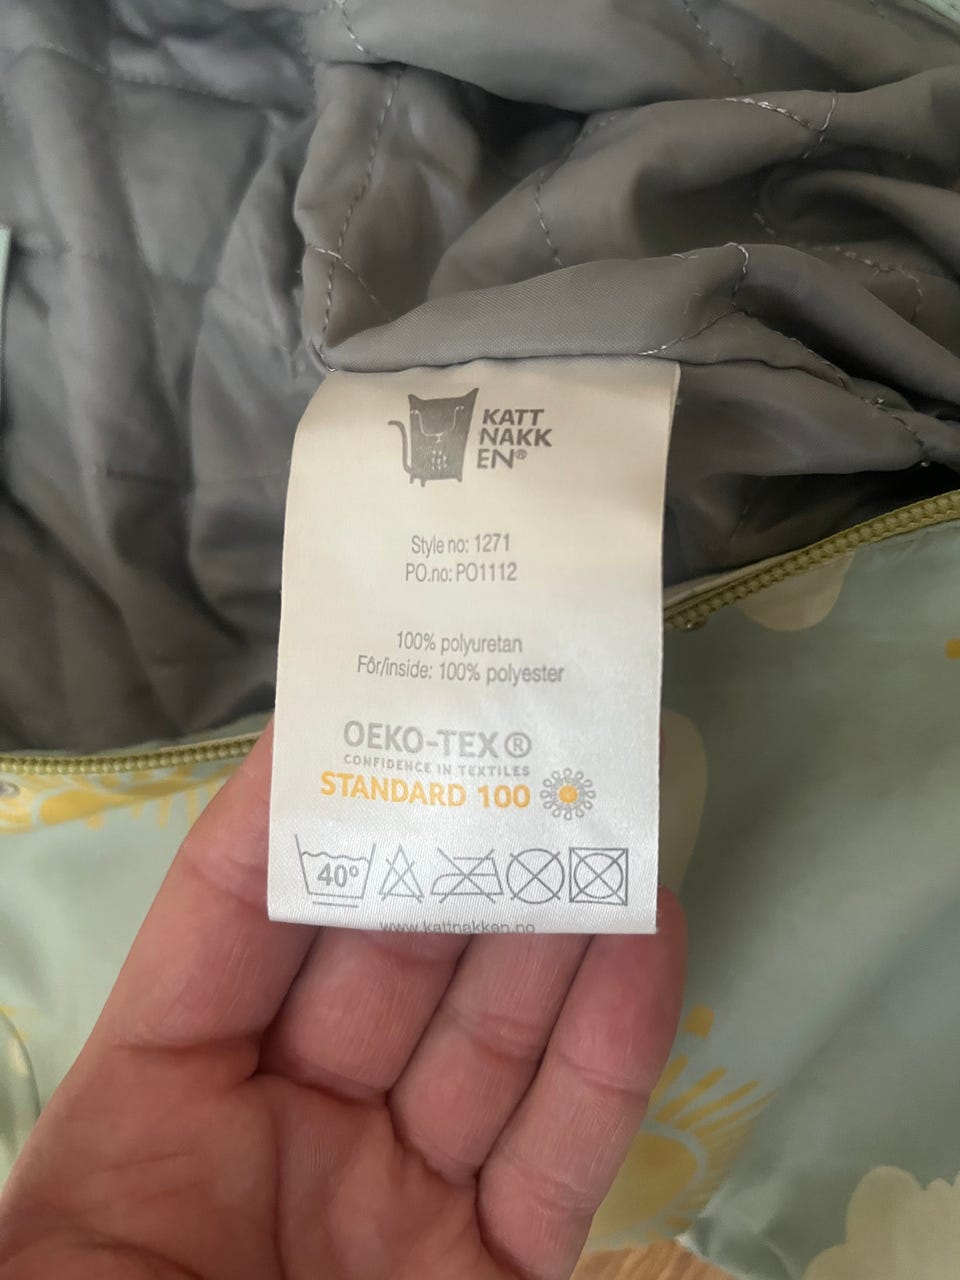 KATT
NAKK
EN®
Style no: 1271
PO.no: PO1112
100% polyuretan
Fôr/inside: 100% polyester
OEKO-TEX®
CONFIDENCE IN TEXTILES
STANDARD 100
40º
www.kattnakken.no